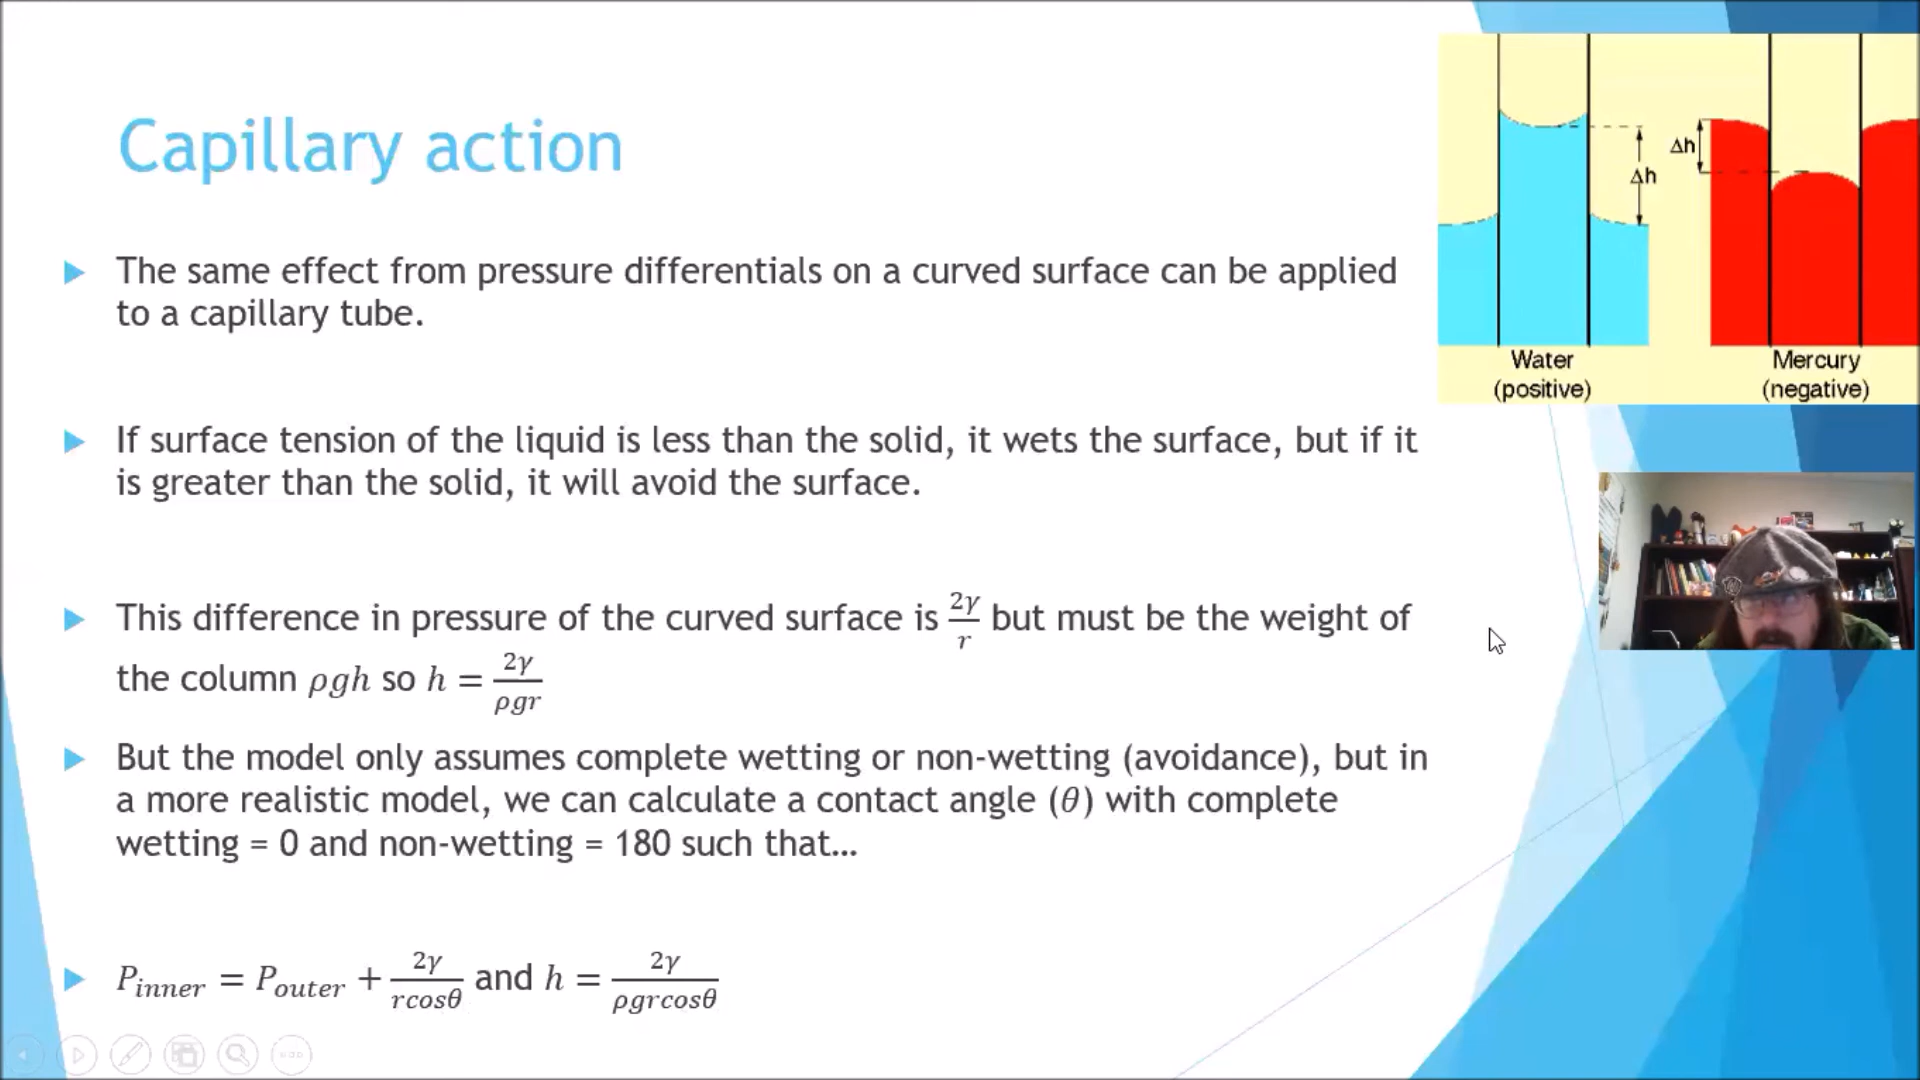 Capillary action
The same effect from pressure differentials on a curved surface can be applied
to a capillary tube.
If surface tension of the liquid is less than the solid, it wets the surface, but if it
is greater than the solid, it will avoid the surface.
This difference in pressure of the curved surface is 2γ/r but must be the weight of
the column ρgh so h = 2γ/ρgr
But the model only assumes complete wetting or non-wetting (avoidance), but in
a more realistic model, we can calculate a contact angle (θ) with complete
wetting = 0 and non-wetting = 180 such that…
P_inner = P_outer + 2γ/rcosθ and h = 2γ/ρgrcosθ
Δh
Δh
Water
(positive)
Mercury
(negative)